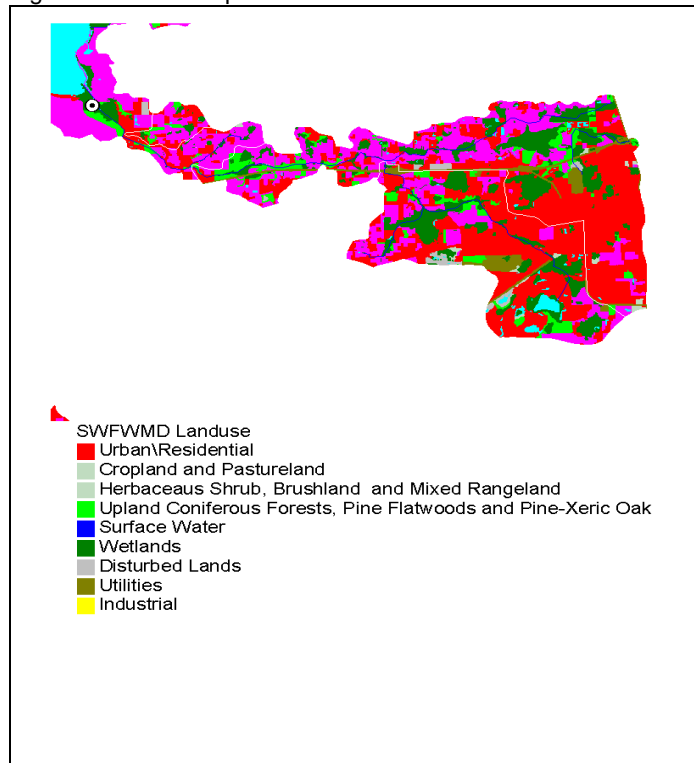 SWFWMD Landuse
Urban\Residential
Cropland and Pastureland
Herbaceaus Shrub, Brushland and Mixed Rangeland
Upland Coniferous Forests, Pine Flatwoods and Pine-Xeric Oak
Surface Water
Wetlands
Disturbed Lands
Utilities
Industrial